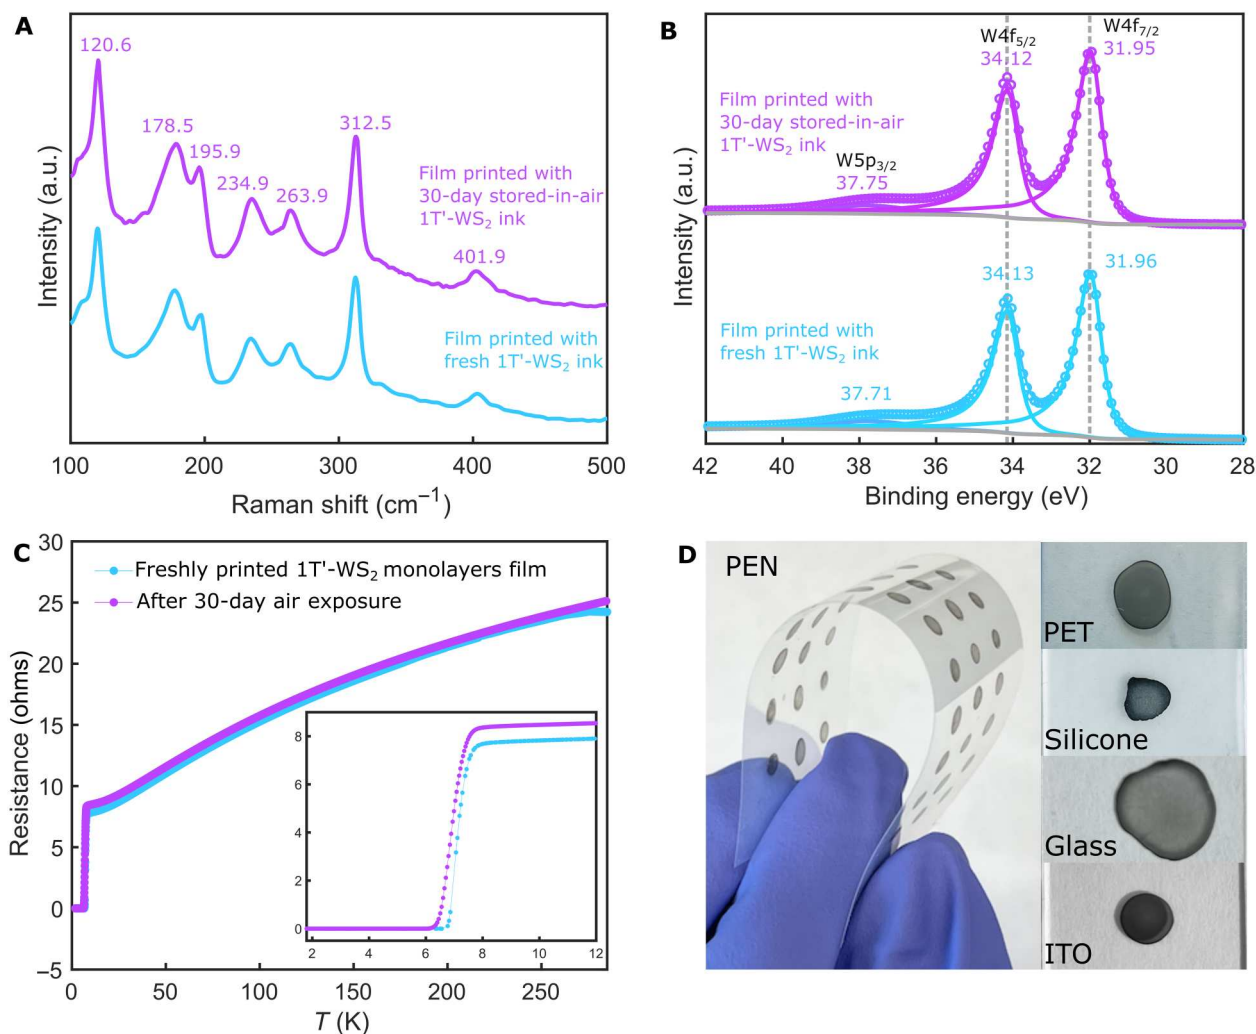 A
120.6
178.5
195.9
234.9
263.9
312.5
401.9
Film printed with
30-day stored-in-air
1T'-WS2 ink
Film printed with
fresh 1T'-WS2 ink
Intensity (a.u.)
100
200
300
400
500
Raman shift (cm–1)
B
W4f5/2
34.12
W4f7/2
31.95
Film printed with
30-day stored-in-air
1T'-WS2 ink
W5p3/2
37.75
34.13
31.96
Film printed with
fresh 1T'-WS2 ink
37.71
Intensity (a.u.)
42
40
38
36
34
32
30
28
Binding energy (eV)
C
Freshly printed 1T'-WS2 monolayers film
After 30-day air exposure
Resistance (ohms)
30
25
20
15
10
5
0
–5
8
6
4
2
0
2
4
6
8
10
12
0
50
100
150
200
250
T (K)
D
PEN
PET
Silicone
Glass
ITO